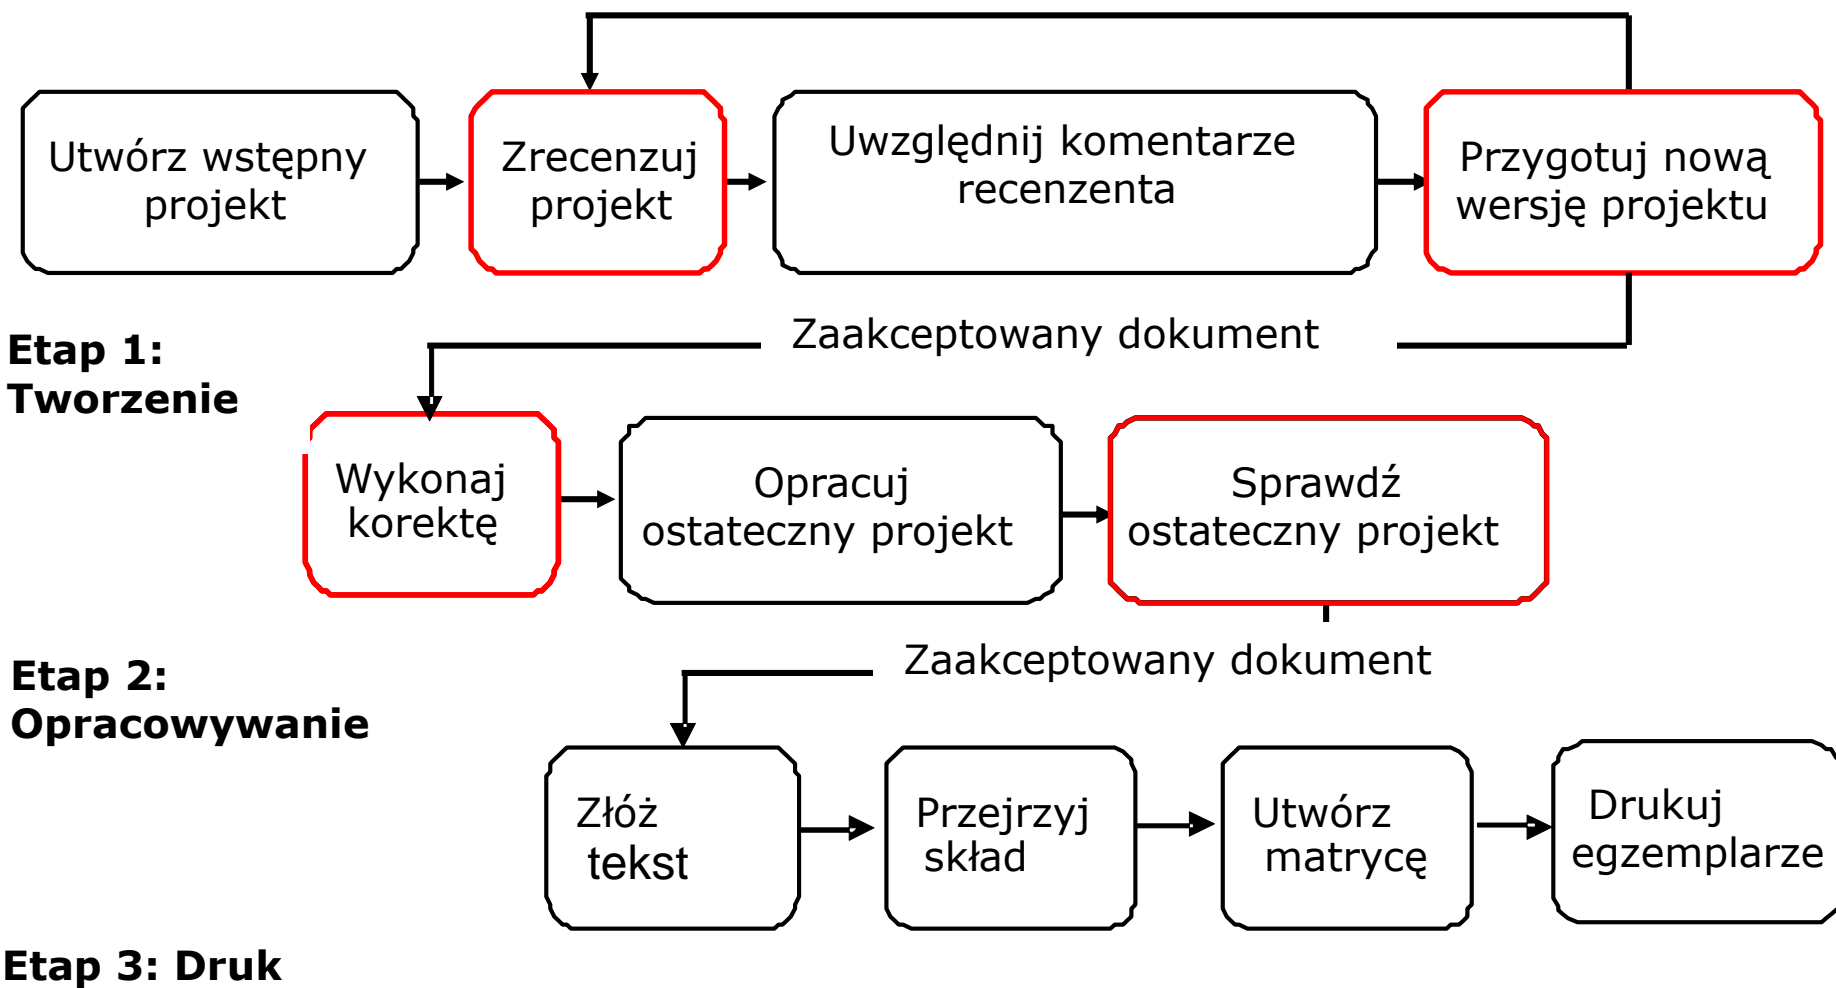 Utwórz wstępny
projekt
Zrecenzuj
projekt
Uwzględnij komentarze
recenzenta
Przygotuj nową
wersję projektu
Zaakceptowany dokument
Etap 1:
Tworzenie
Wykonaj
korektę
Opracuj
ostateczny projekt
Sprawdź
ostateczny projekt
Zaakceptowany dokument
Etap 2:
Opracowywanie
Złóż
tekst
Przejrzyj
skład
Utwórz
matrycę
Drukuj
egzemplarze
Etap 3: Druk